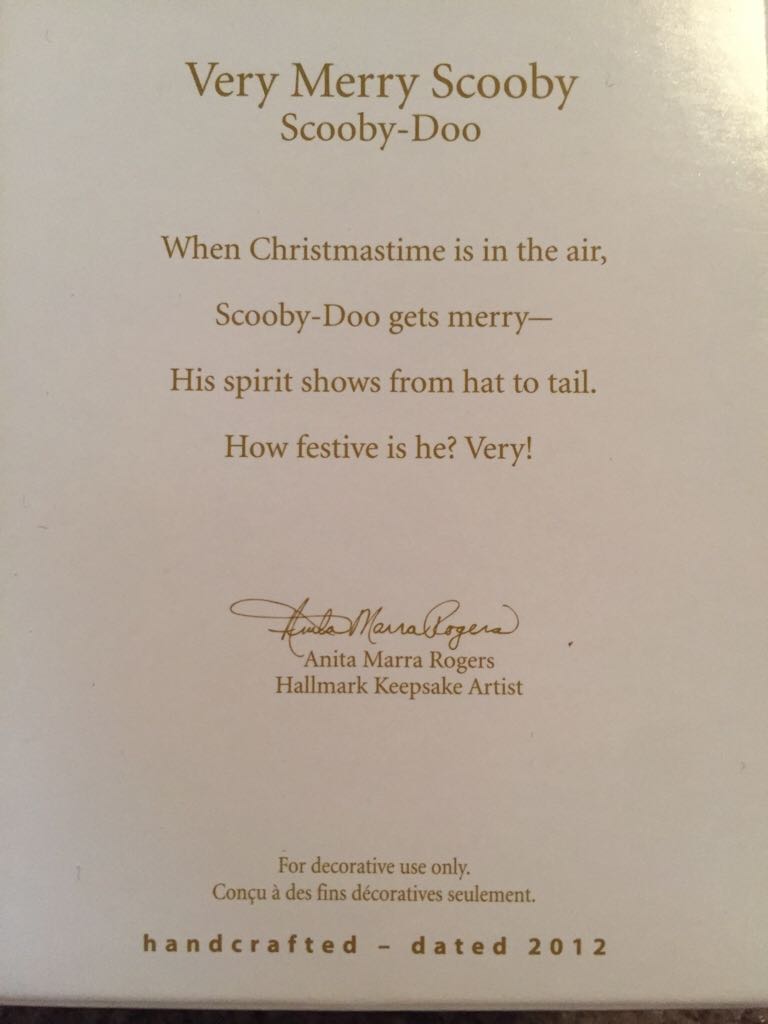 Very Merry Scooby
Scooby-Doo
When Christmastime is in the air,
Scooby-Doo gets merry—
His spirit shows from hat to tail.
How festive is he? Very!
Anita Marra Rogers
Anita Marra Rogers
Hallmark Keepsake Artist
For decorative use only.
Conçu à des fins décoratives seulement.
handcrafted – dated 2012